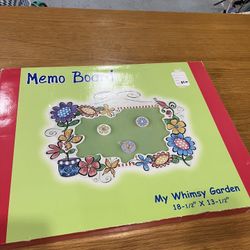 Memo Board
My Whimsy Garden
18-1/2" X 13-1/2"